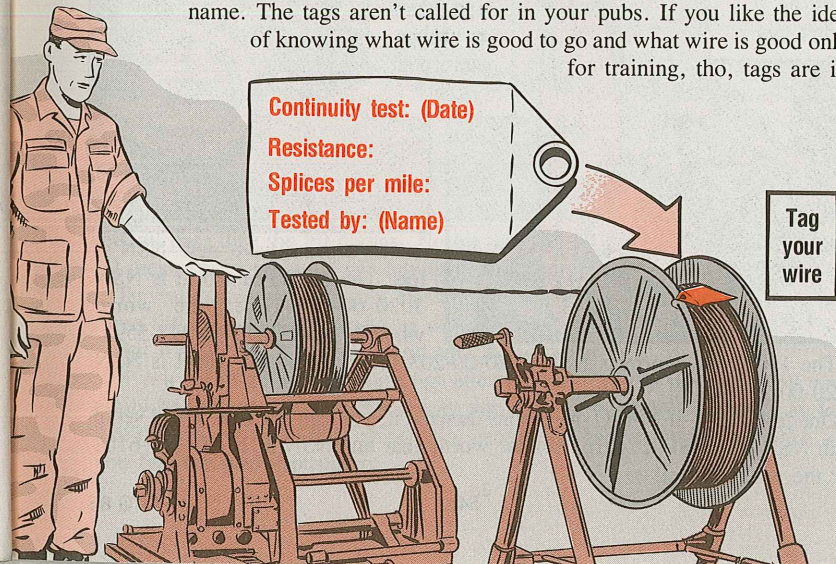 name. The tags aren't called for in your pubs. If you like the ide
of knowing what wire is good to go and what wire is good onl
for training, tho, tags are i
Continuity test: (Date)
Resistance:
Splices per mile:
Tested by: (Name)
Tag
your
wire